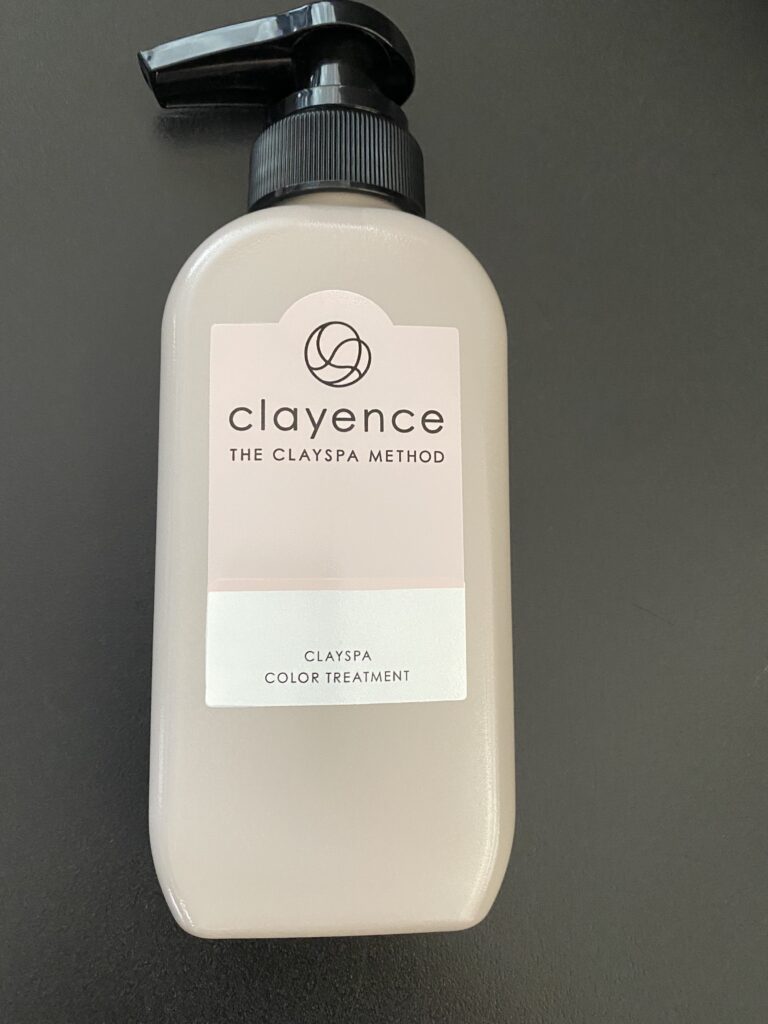 clayence
THE CLAYSPA METHOD
CLAYSPA
COLOR TREATMENT